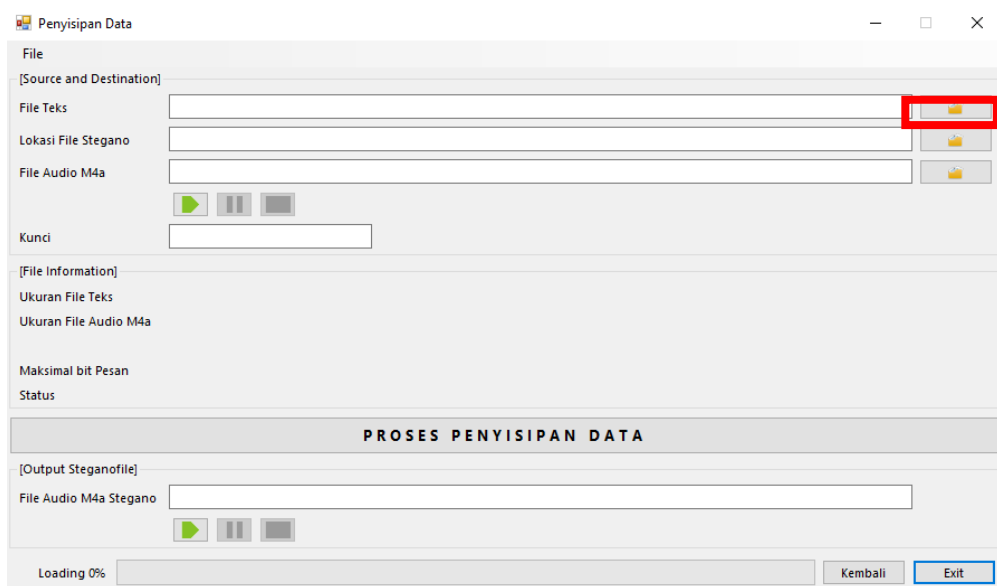 Penyisipan Data
File
[Source and Destination]
File Teks
Lokasi File Stegano
File Audio M4a
Kunci
[File Information]
Ukuran File Teks
Ukuran File Audio M4a
Maksimal bit Pesan
Status
PROSES PENYISIPAN DATA
[Output Steganofile]
File Audio M4a Stegano
Loading 0% Kembali Exit